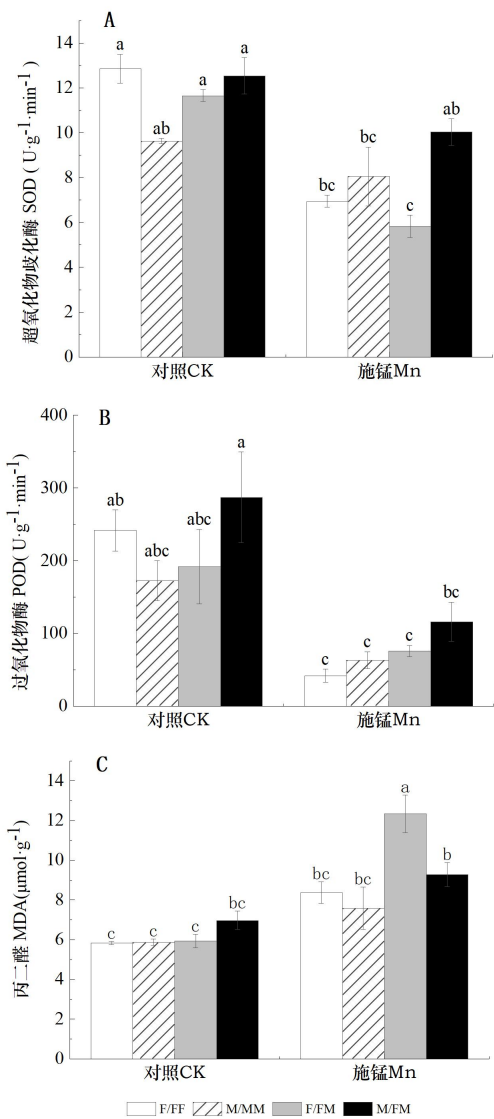 A
超氧化物歧化酶 SOD ( U·g-1·min-1 )
14
12
10
8
6
4
2
0
a
ab
a
a
bc
bc
c
ab
对照CK
施锰Mn
B
过氧化物酶 POD( U·g-1·min-1 )
400
300
200
100
0
ab
abc
abc
a
c
c
c
bc
对照CK
施锰Mn
C
丙二醛 MDA(μmol·g-1)
14
12
10
8
6
4
2
0
c
c
c
bc
bc
bc
a
b
对照CK
施锰Mn
F/FF M/MM F/FM M/FM